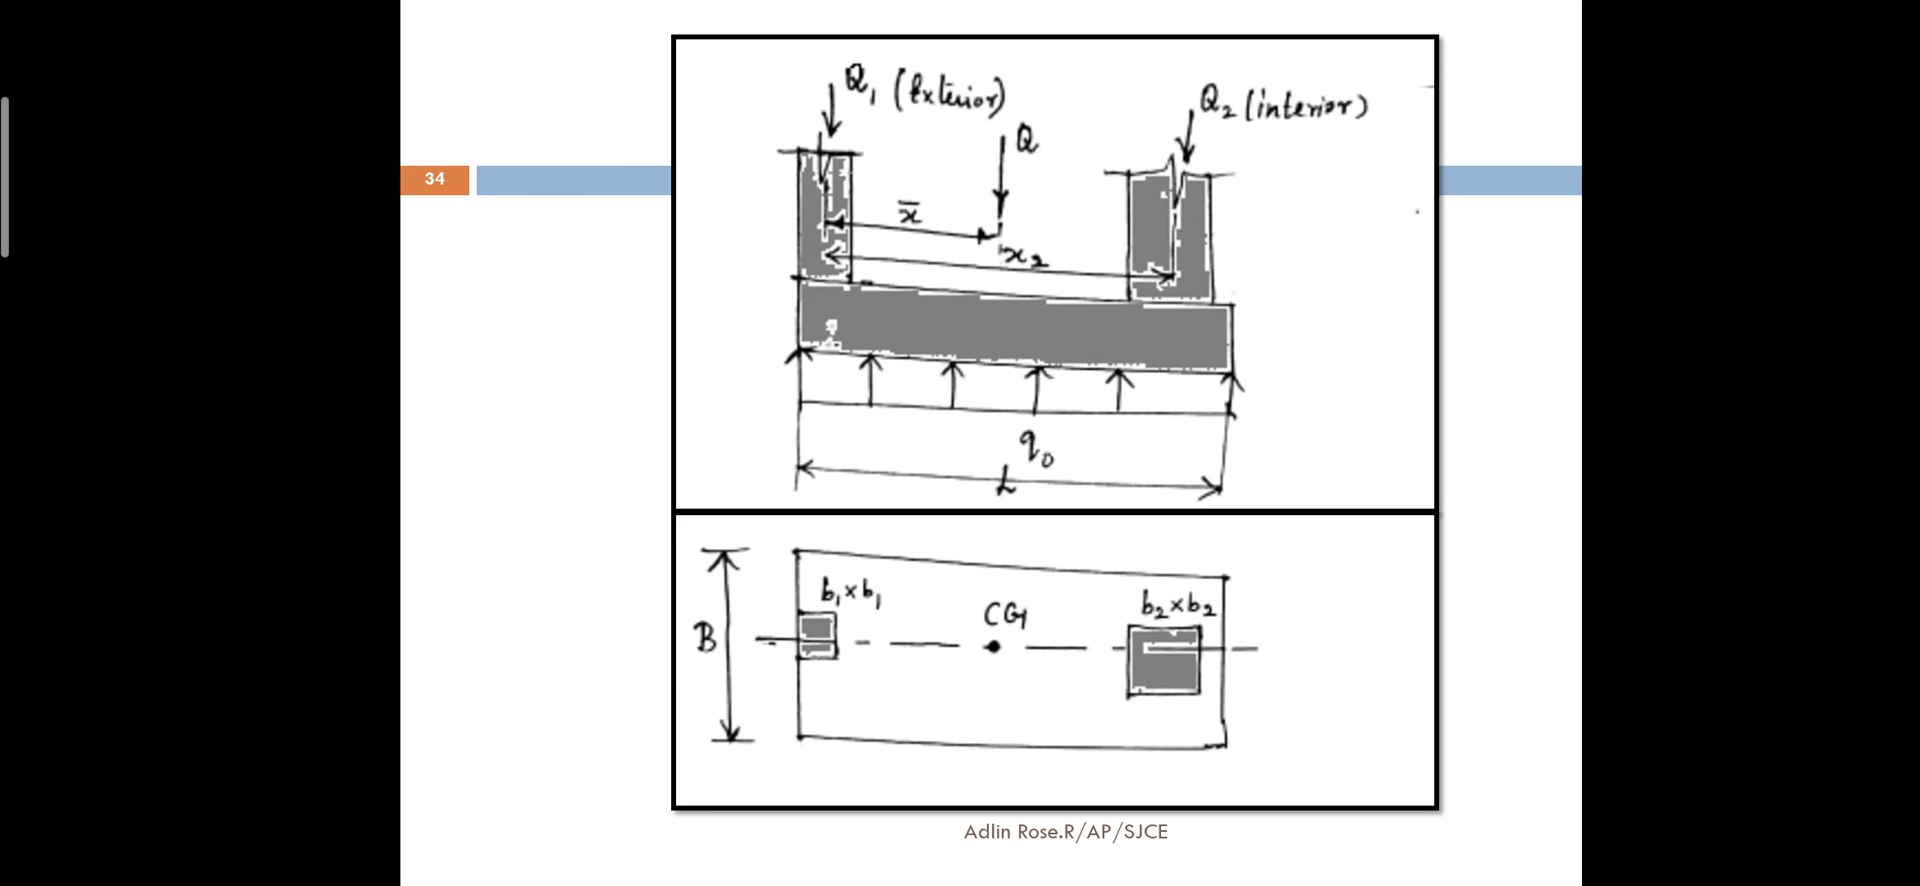 34
Q₁ (Exterior)
Q₂ (interior)
Q
x̄
x₂
q₀
L
b₁×b₁
CG
b₂×b₂
B
Adlin Rose.R/AP/SJCE